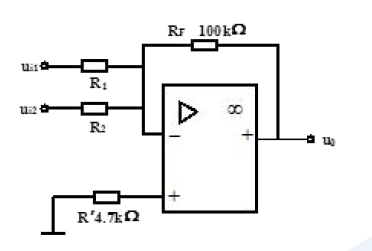 Rf 100kΩ
ui1
R1
ui2
R2
▷ ∞
− +
u0
+
R'4.7kΩ